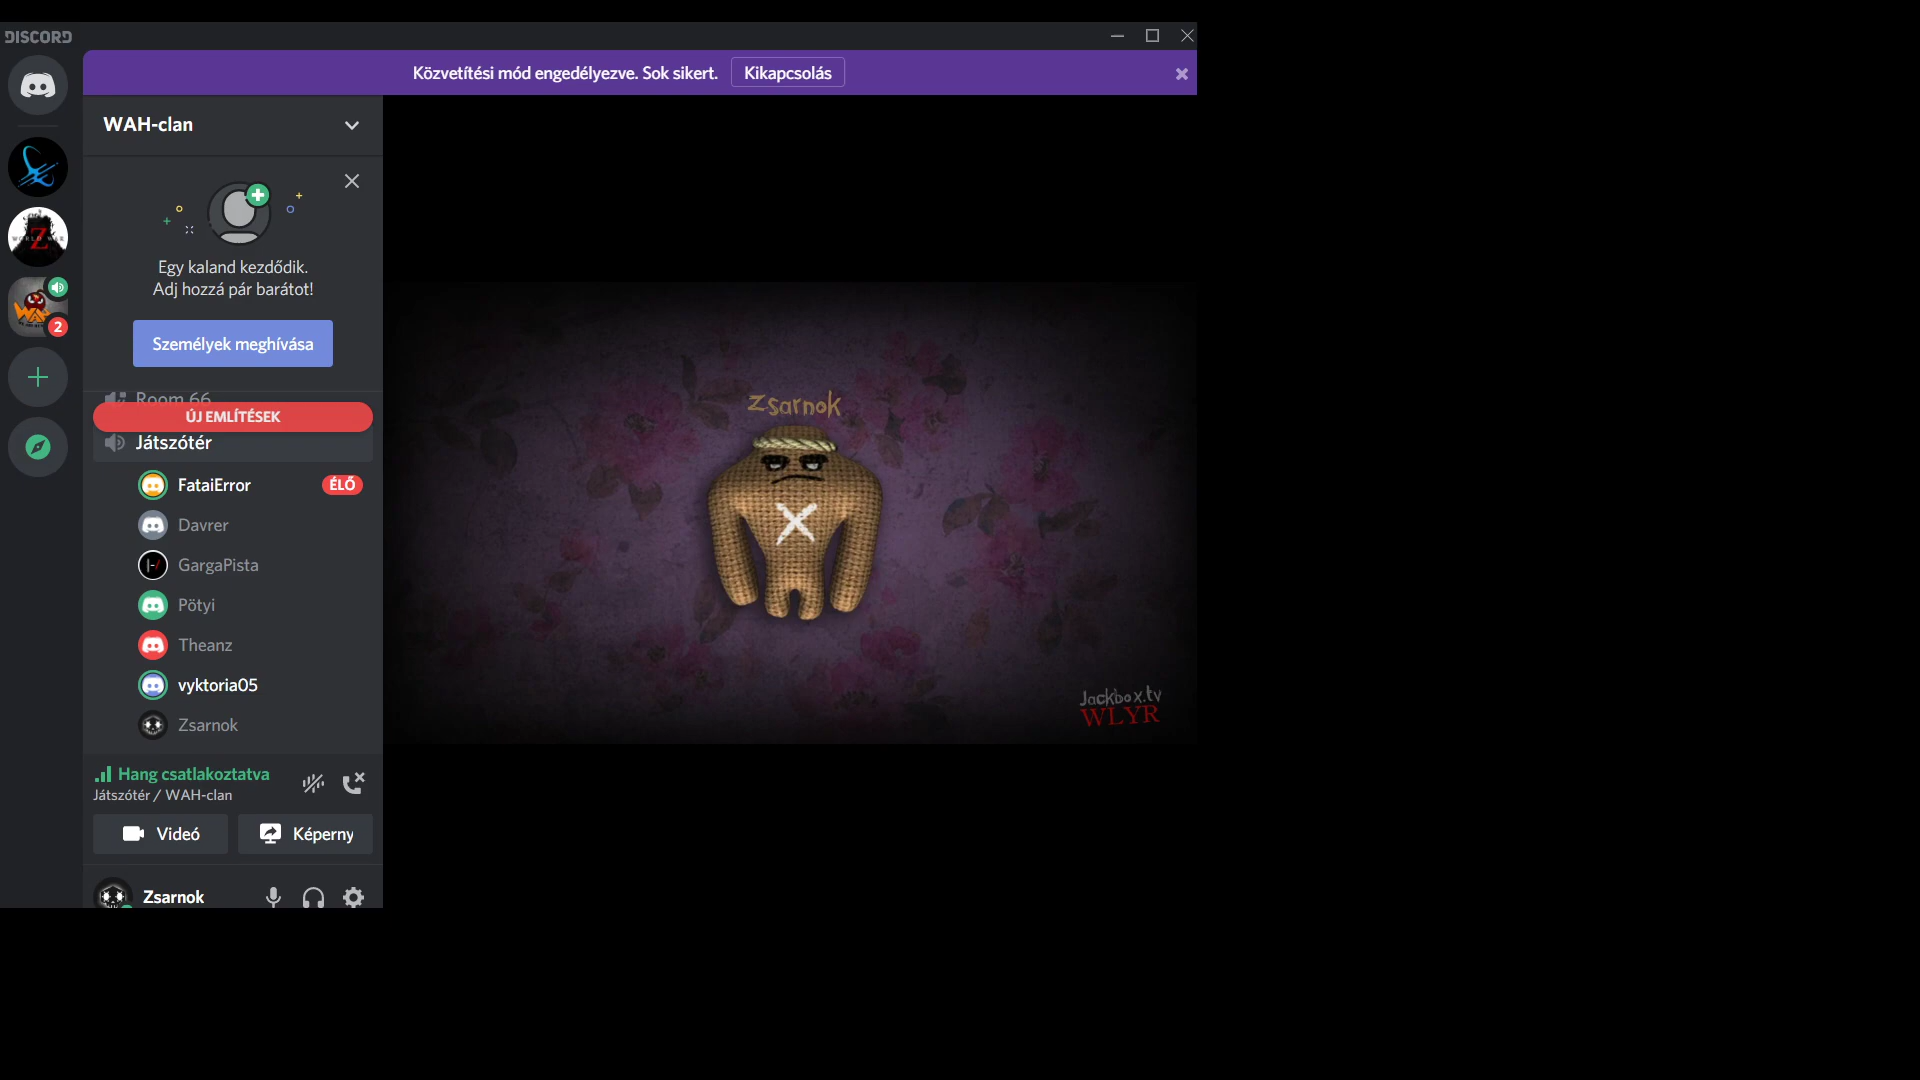 DISCORD
Közvetítési mód engedélyezve. Sok sikert.
Kikapcsolás
WAH-clan
Egy kaland kezdődik.
Adj hozzá pár barátot!
Személyek meghívása
Room 66
ÚJ EMLÍTÉSEK
Játszótér
FataiError
ÉLŐ
Davrer
GargaPista
Pötyi
Theanz
vyktoria05
Zsarnok
Hang csatlakoztatva
Játszótér / WAH-clan
Videó
Képerny
Zsarnok
2
Z
Zsarnok
Jackbox.tv
WLYR